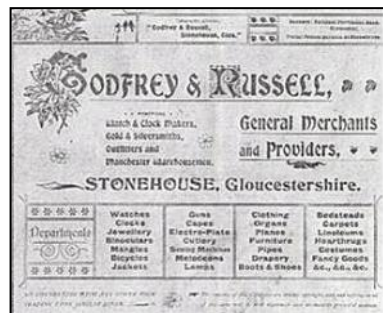 "Godfrey & Russell,
Stonehouse, Glos."
GODFREY & RUSSELL,
Watch & Clock Makers,
Gold & Silversmiths,
Outfitters and
Manchester Warehousemen.
General Merchants
and Providers,
STONEHOUSE, Gloucestershire.
Departments
Watches
Clocks
Jewellery
Binoculars
Mangles
Bicycles
Jackets
Guns
Capes
Electro-Plate
Cutlery
Sewing Machines
Melodeons
Lamps
Clothing
Organs
Pianos
Furniture
Pipes
Drapery
Boots & Shoes
Bedsteads
Carpets
Linoleums
Hearthrugs
Costumes
Fancy Goods
&c., &c., &c.